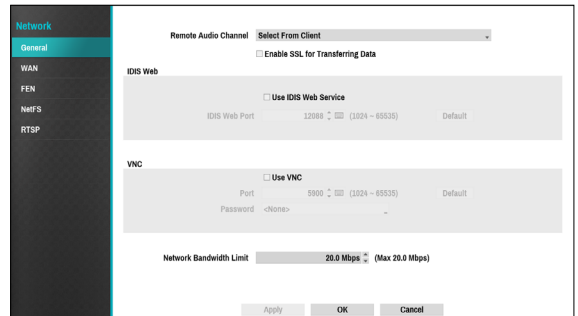 Network
General
WAN
FEN
NetFS
RTSP
Remote Audio Channel Select From Client
Enable SSL for Transferring Data
IDIS Web
Use IDIS Web Service
IDIS Web Port 12088 (1024 ~ 65535) Default
VNC
Use VNC
Port 5900 (1024 ~ 65535) Default
Password <None>
Network Bandwidth Limit 20.0 Mbps (Max 20.0 Mbps)
Apply OK Cancel